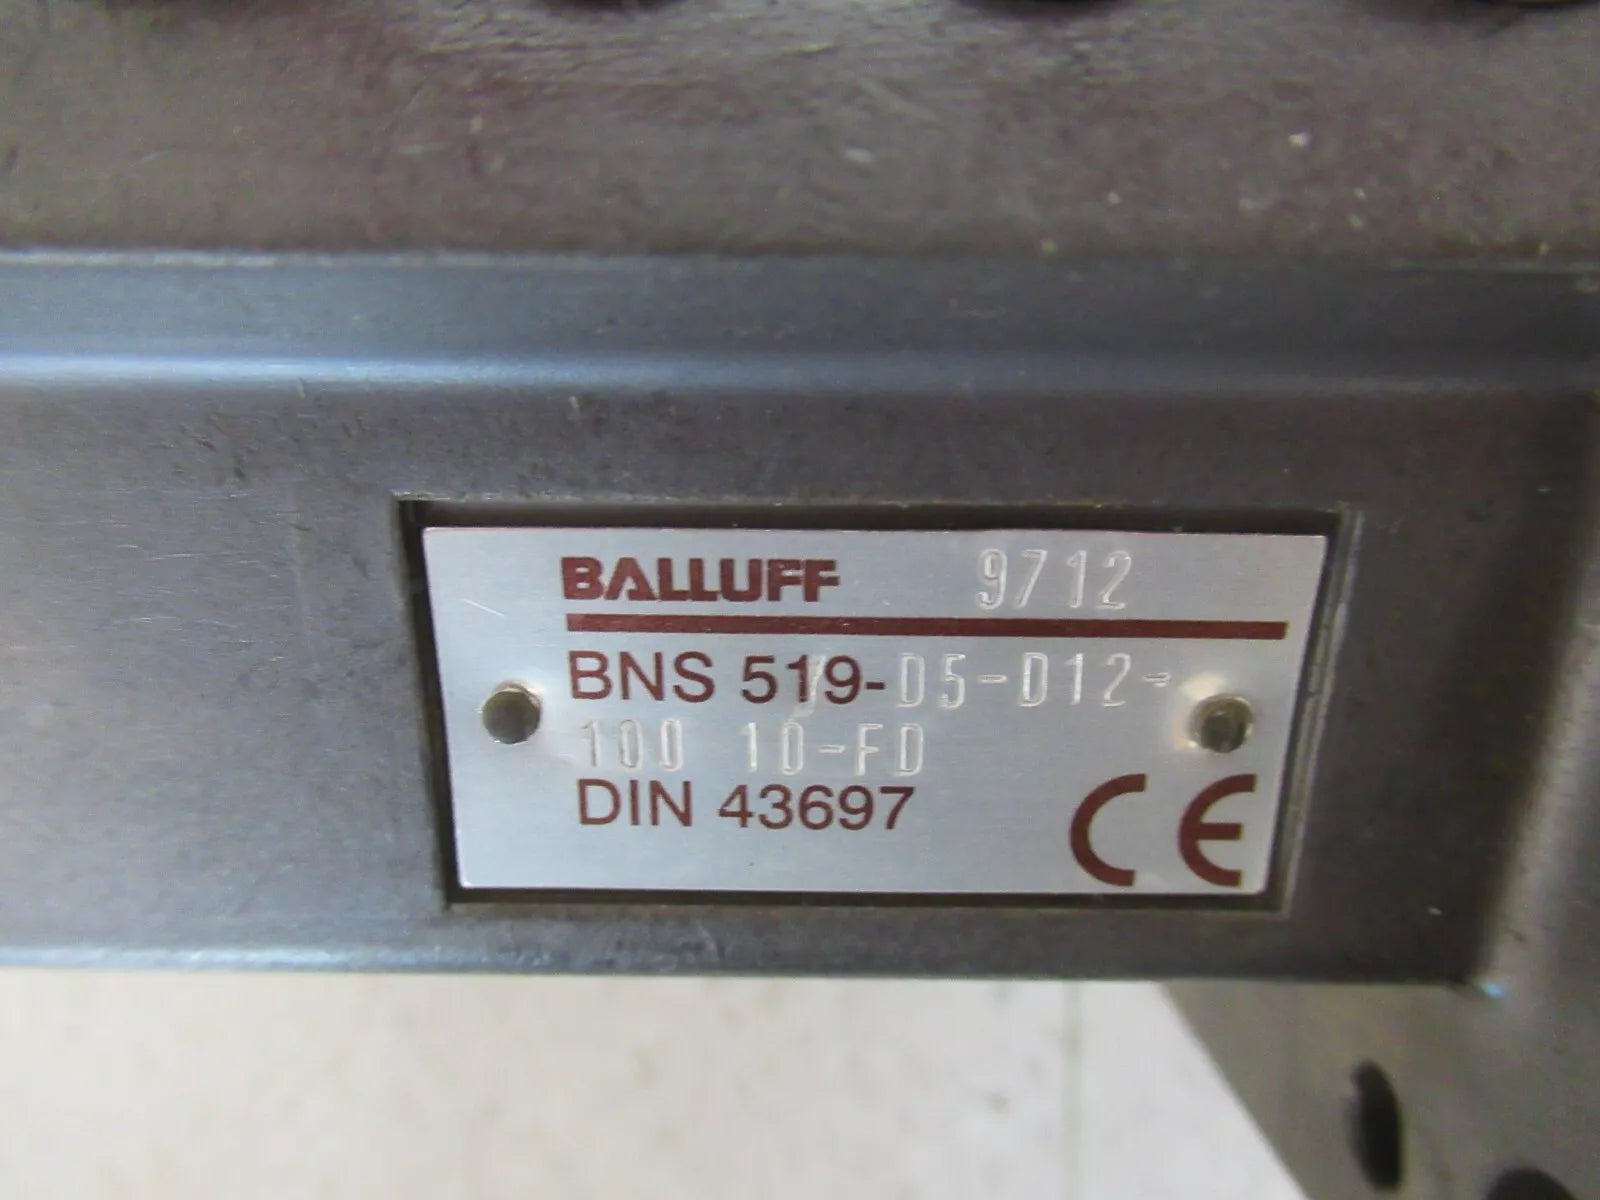 BALLUFF 9712
BNS 519-D5-D12-
100 10-FD
DIN 43697
CE